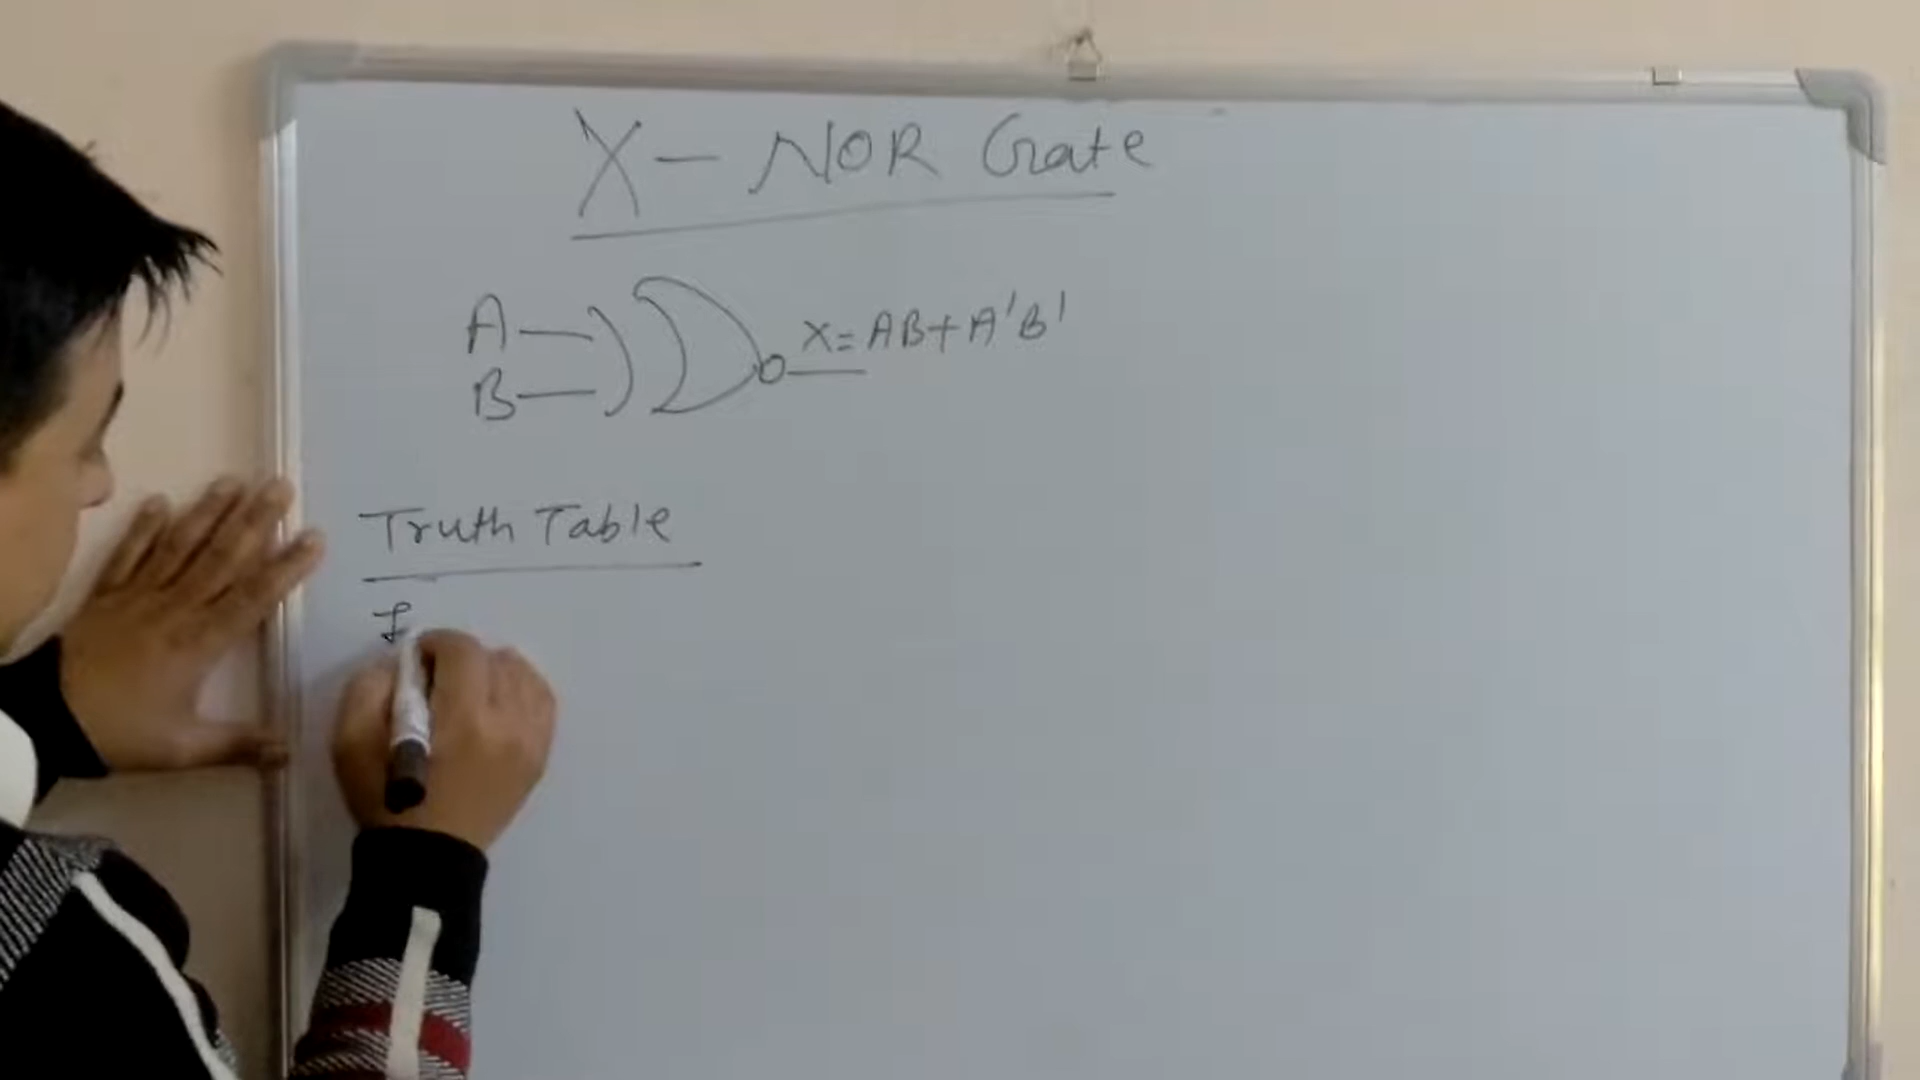 X - NOR Gate
A
X = AB + A'B'
B
Truth Table
I